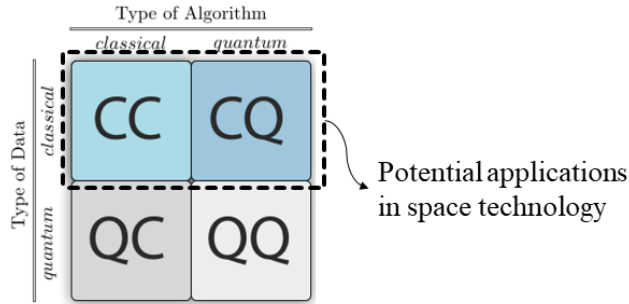 Type of Algorithm
classical quantum
Type of Data
classical
CC CQ
Potential applications
in space technology
quantum
QC QQ